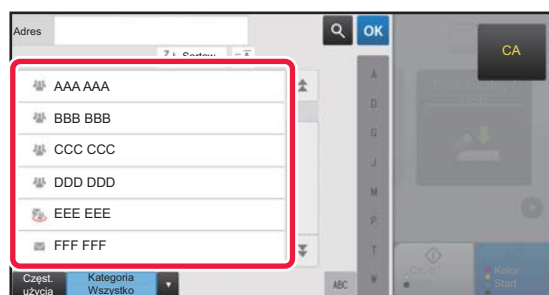 Adres
OK
CA
Sortow.
AAA AAA
BBB BBB
CCC CCC
DDD DDD
EEE EEE
FFF FFF
A
D
G
J
M
P
T
W
Częst.
użycia
Kategoria
Wszystko
ABC
Kolor
Start